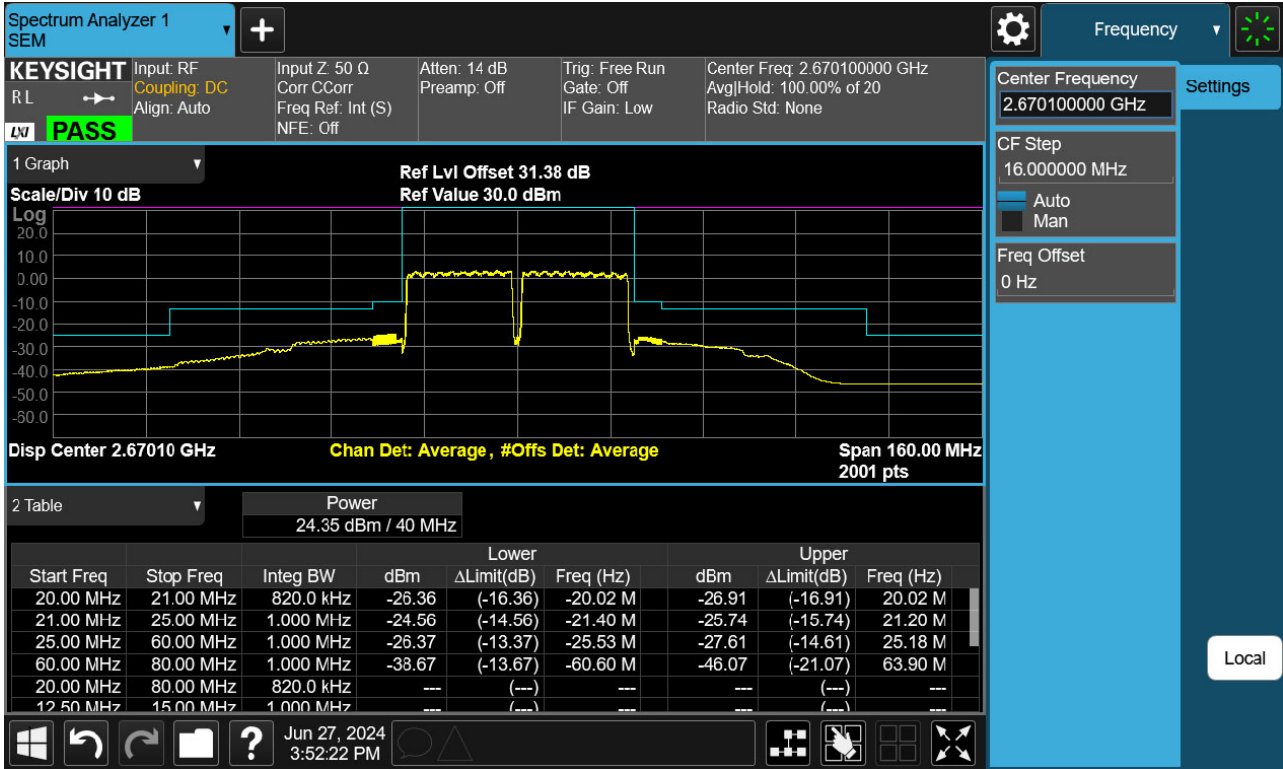 Spectrum Analyzer 1
SEM
Frequency
KEYSIGHT
RL
LXI
PASS
Input: RF
Coupling: DC
Align: Auto
Input Z: 50 Ω
Corr CCorr
Freq Ref: Int (S)
NFE: Off
Atten: 14 dB
Preamp: Off
Trig: Free Run
Gate: Off
IF Gain: Low
Center Freq: 2.670100000 GHz
Avg|Hold: 100.00% of 20
Radio Std: None
Center Frequency
2.670100000 GHz
Settings
CF Step
16.000000 MHz
Auto
Man
Freq Offset
0 Hz
Local
1 Graph
Scale/Div 10 dB
Ref Lvl Offset 31.38 dB
Ref Value 30.0 dBm
Log
20.0
10.0
0.00
-10.0
-20.0
-30.0
-40.0
-50.0
-60.0
Disp Center 2.67010 GHz
Chan Det: Average, #Offs Det: Average
Span 160.00 MHz
2001 pts
2 Table
Power
24.35 dBm / 40 MHz
Lower Upper
Start Freq Stop Freq Integ BW dBm ΔLimit(dB) Freq (Hz) dBm ΔLimit(dB) Freq (Hz)
20.00 MHz 21.00 MHz 820.0 kHz -26.36 (-16.36) -20.02 M -26.91 (-16.91) 20.02 M
21.00 MHz 25.00 MHz 1.000 MHz -24.56 (-14.56) -21.40 M -25.74 (-15.74) 21.20 M
25.00 MHz 60.00 MHz 1.000 MHz -26.37 (-13.37) -25.53 M -27.61 (-14.61) 25.18 M
60.00 MHz 80.00 MHz 1.000 MHz -38.67 (-13.67) -60.60 M -46.07 (-21.07) 63.90 M
20.00 MHz 80.00 MHz 820.0 kHz --- (---) --- --- (---) ---
12.50 MHz 15.00 MHz 1.000 MHz --- (---) --- --- (---) ---
Jun 27, 2024
3:52:22 PM